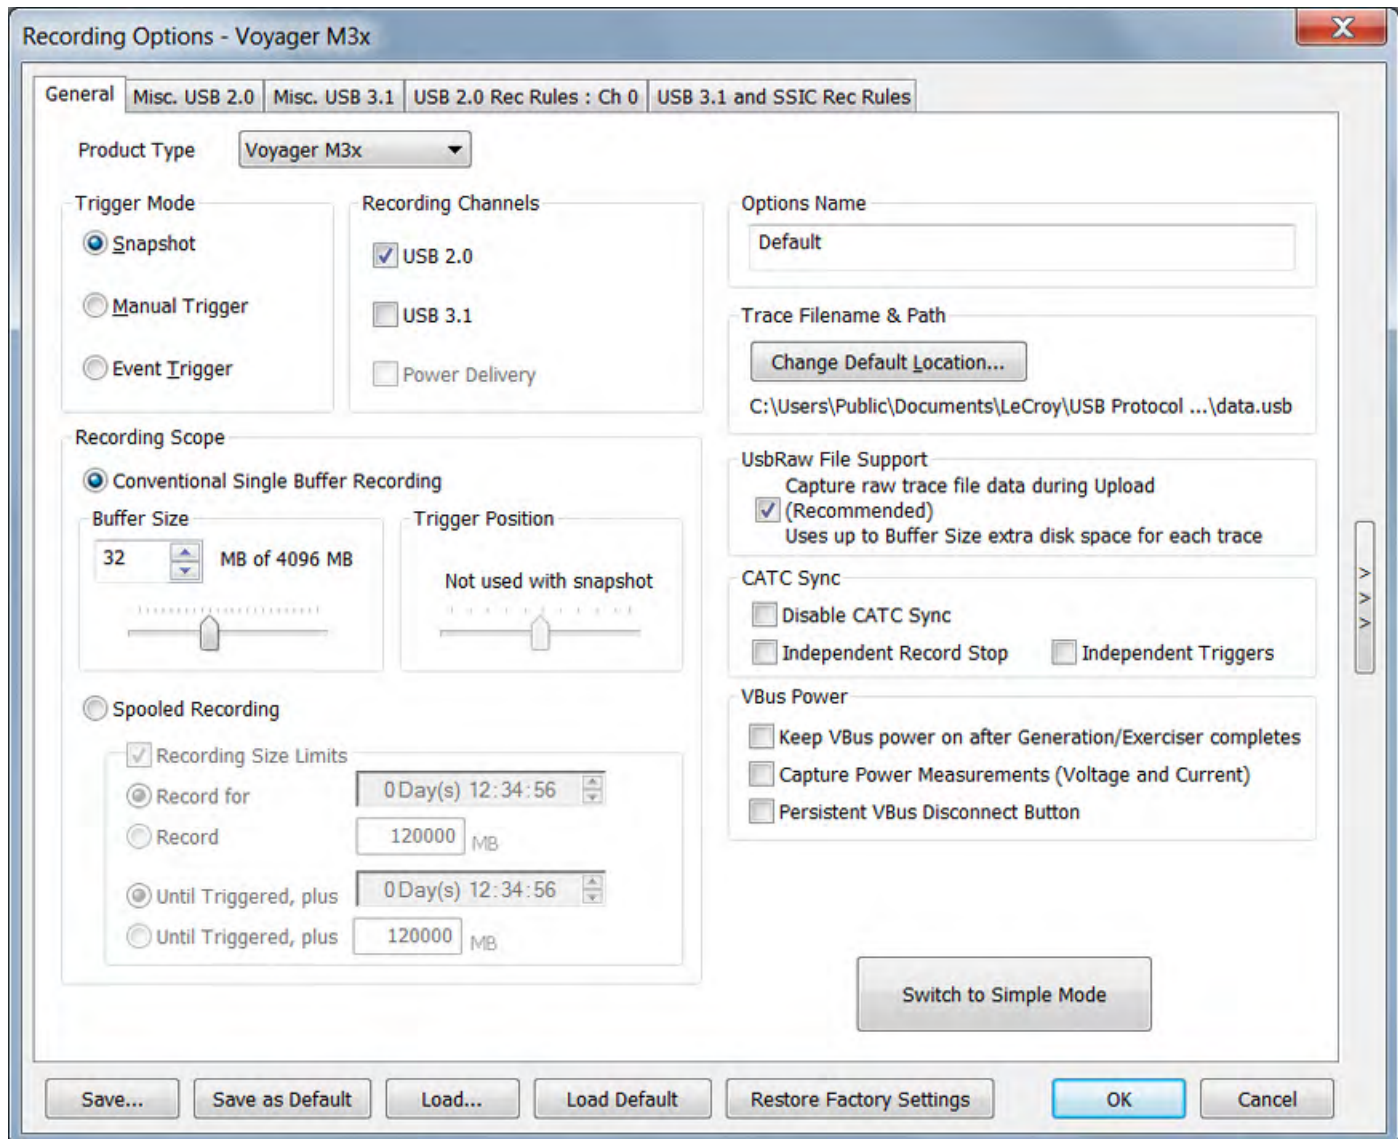 Recording Options - Voyager M3x
General Misc. USB 2.0 Misc. USB 3.1 USB 2.0 Rec Rules : Ch 0 USB 3.1 and SSIC Rec Rules
Product Type Voyager M3x
Trigger Mode
Snapshot
Manual Trigger
Event Trigger
Recording Channels
USB 2.0
USB 3.1
Power Delivery
Recording Scope
Conventional Single Buffer Recording
Buffer Size
32 MB of 4096 MB
Trigger Position
Not used with snapshot
Spooled Recording
Recording Size Limits
Record for 0 Day(s) 12:34:56
Record 120000 MB
Until Triggered, plus 0 Day(s) 12:34:56
Until Triggered, plus 120000 MB
Options Name
Default
Trace Filename & Path
Change Default Location...
C:\Users\Public\Documents\LeCroy\USB Protocol ...\data.usb
UsbRaw File Support
Capture raw trace file data during Upload
(Recommended)
Uses up to Buffer Size extra disk space for each trace
CATC Sync
Disable CATC Sync
Independent Record Stop Independent Triggers
VBus Power
Keep VBus power on after Generation/Exerciser completes
Capture Power Measurements (Voltage and Current)
Persistent VBus Disconnect Button
Switch to Simple Mode
>
>
>
Save... Save as Default Load... Load Default Restore Factory Settings OK Cancel